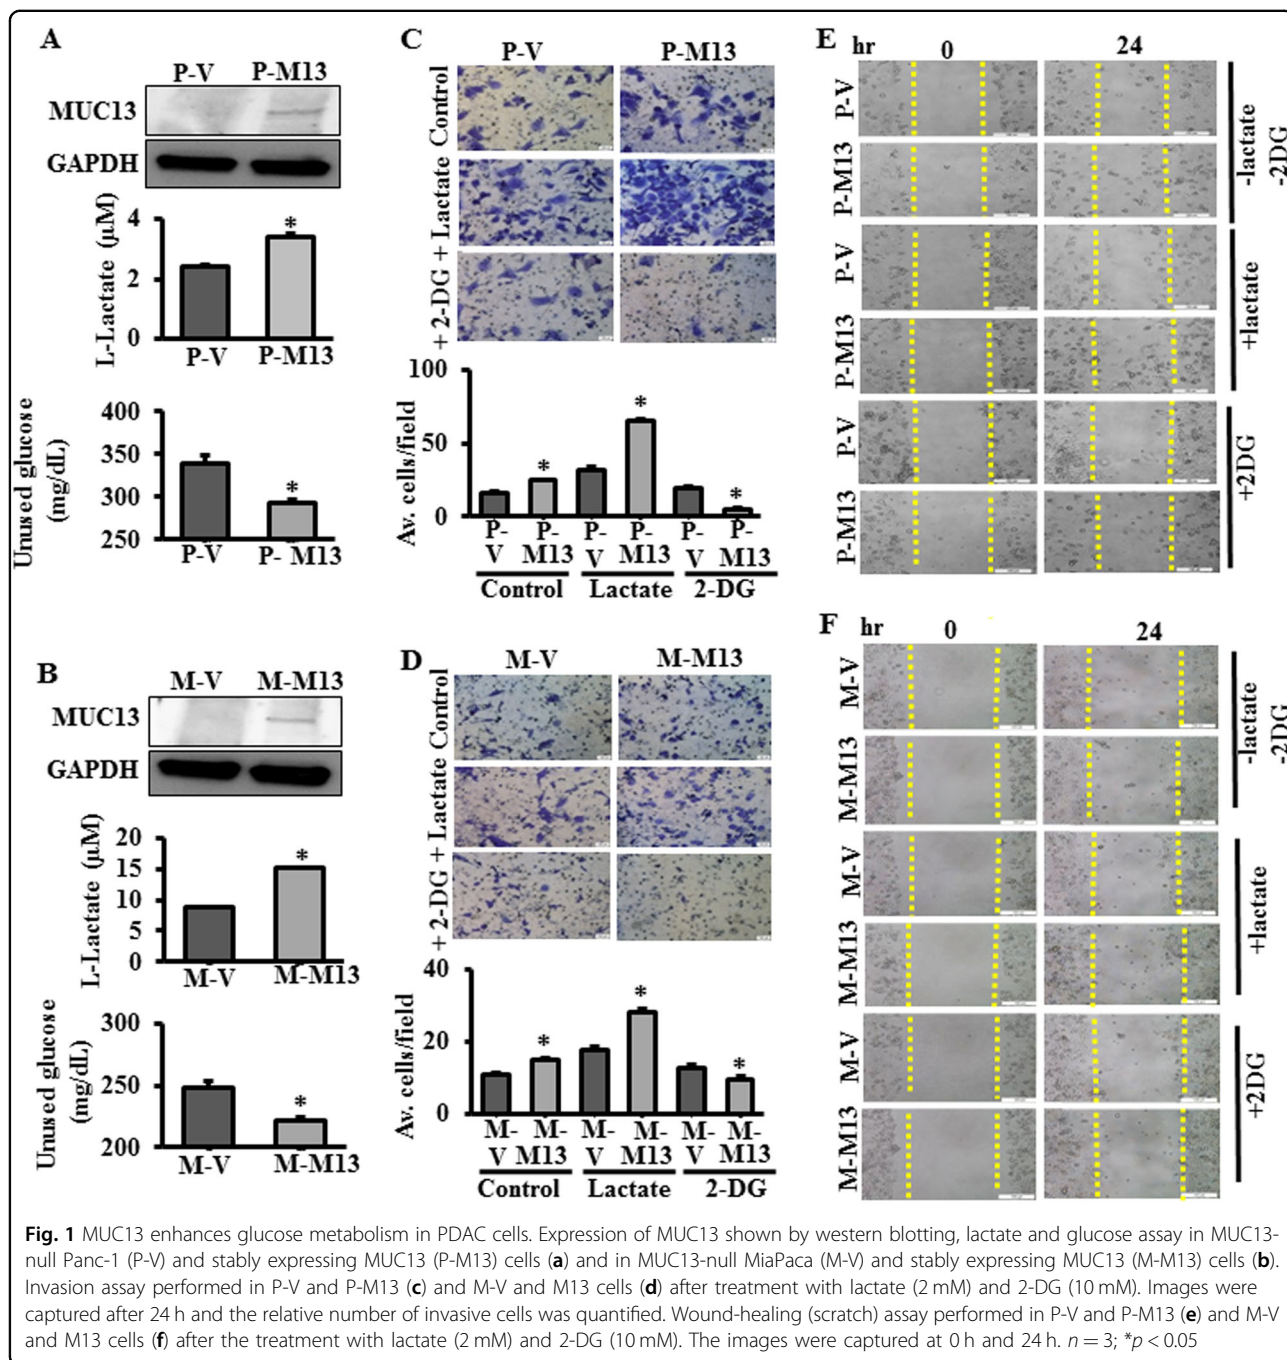 A
P-V P-M13
MUC13
GAPDH
L-Lactate (µM)
4
2
0
P-V P-M13
Unused glucose
(mg/dL)
400
350
300
250
*
*
P-V P- M13
B
M-V M-M13
MUC13
GAPDH
L-Lactate (µM)
20
15
10
5
0
*
M-V M-M13
Unused glucose
(mg/dL)
300
250
200
*
M-V M-M13
C
P-V P-M13
+ 2-DG + Lactate Control
Av. cells/field
100
50
0
* * *
P- P- P- P- P- P-
V M13 V M13 V M13
Control Lactate 2-DG
D
M-V M-M13
+ 2-DG + Lactate Control
Av. cells/field
40
20
0
* * *
M- M- M- M- M- M-
V M13 V M13 V M13
Control Lactate 2-DG
E
hr 0 24
P-V
P-M13
-lactate
-2DG
P-V
P-M13
+lactate
P-V
P-M13
+2DG
F
hr 0 24
M-V
M-M13
-lactate
-2DG
M-V
M-M13
+lactate
M-V
M-M13
+2DG
Fig. 1 MUC13 enhances glucose metabolism in PDAC cells. Expression of MUC13 shown by western blotting, lactate and glucose assay in MUC13-
null Panc-1 (P-V) and stably expressing MUC13 (P-M13) cells (a) and in MUC13-null MiaPaca (M-V) and stably expressing MUC13 (M-M13) cells (b).
Invasion assay performed in P-V and P-M13 (c) and M-V and M13 cells (d) after treatment with lactate (2 mM) and 2-DG (10 mM). Images were
captured after 24 h and the relative number of invasive cells was quantified. Wound-healing (scratch) assay performed in P-V and P-M13 (e) and M-V
and M13 cells (f) after the treatment with lactate (2 mM) and 2-DG (10 mM). The images were captured at 0 h and 24 h. n = 3; *p < 0.05